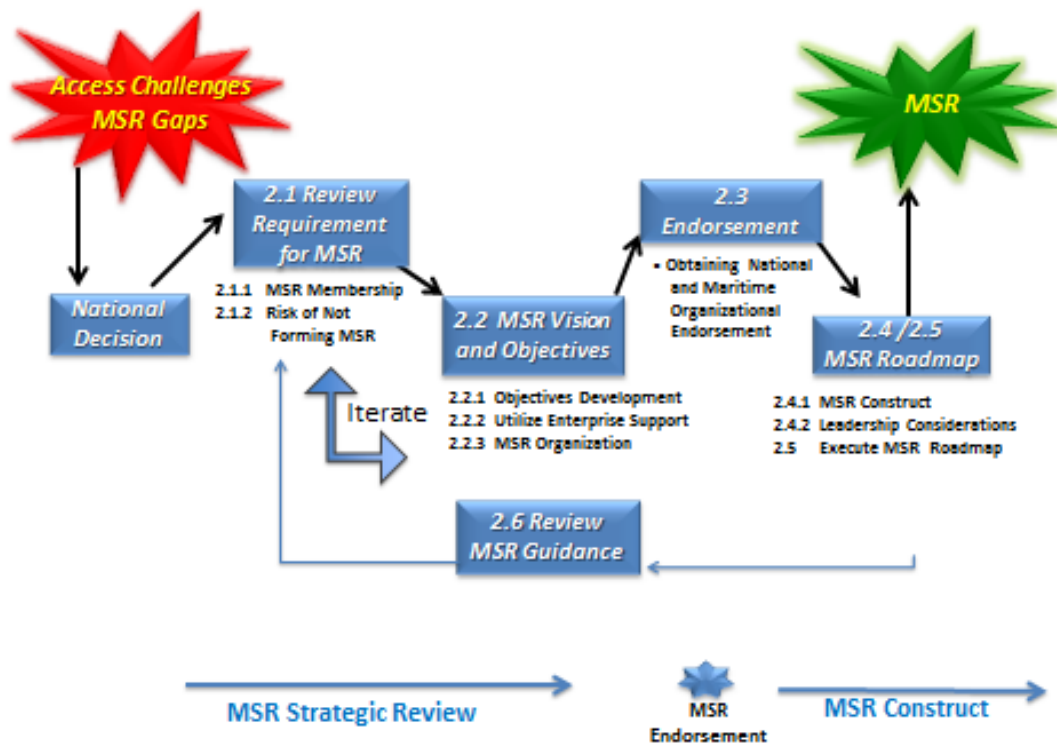 Access Challenges
MSR Gaps
MSR
2.1 Review
Requirement
for MSR
2.3
Endorsement
National
Decision
2.1.1 MSR Membership
2.1.2 Risk of Not
Forming MSR
2.2 MSR Vision
and Objectives
• Obtaining National
and Maritime
Organizational
Endorsement
2.4 /2.5
MSR Roadmap
Iterate
2.2.1 Objectives Development
2.2.2 Utilize Enterprise Support
2.2.3 MSR Organization
2.4.1 MSR Construct
2.4.2 Leadership Considerations
2.5 Execute MSR Roadmap
2.6 Review
MSR Guidance
MSR Strategic Review
MSR
Endorsement
MSR Construct